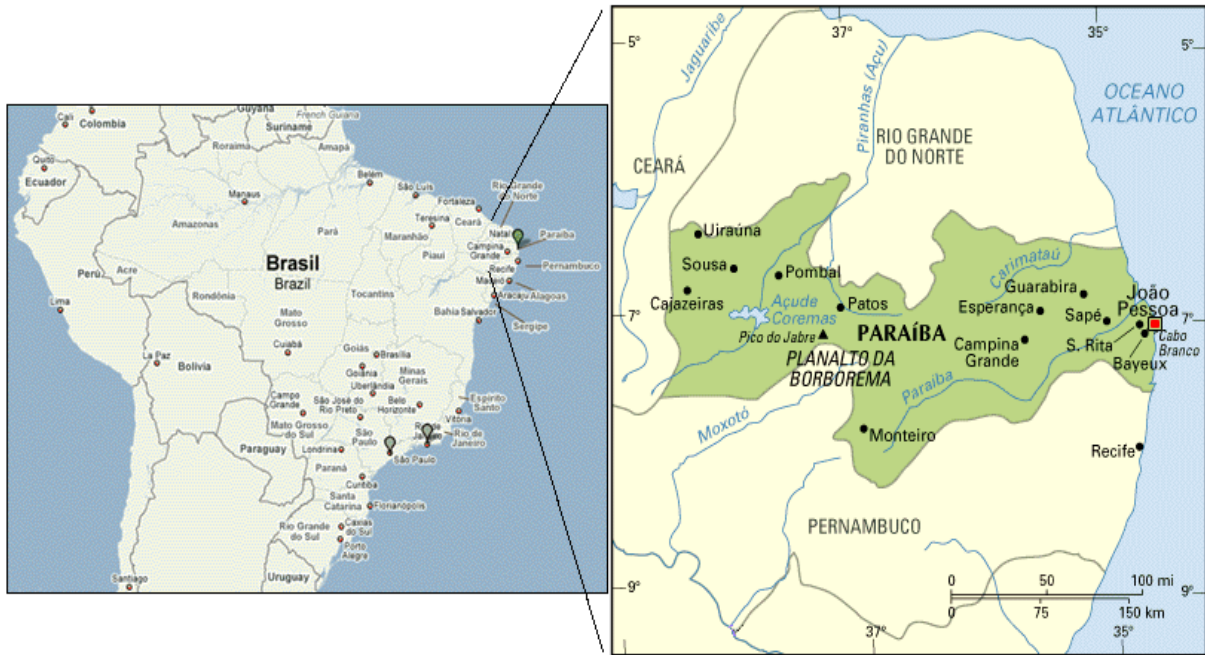 Cali
Colombia
Guyana
Suriname
French Guiana
Quito
Ecuador
Roraima
Amapá
Belém
São Luís
Rio Grande
do Norte
Manaus
Fortaleza
Amazonas
Pará
Teresina
Ceará
Maranhão
Natal
Paraíba
Campina
Grande
Piauí
Brasil
Brazil
Recife
Pernambuco
Perú
Acre
Maceió
Alagoas
Rondônia
Tocantins
Aracaju
Lima
Bahia
Salvador
Sergipe
Mato
Grosso
Cuiabá
La Paz
Goiás
Brasília
Bolivia
Goiânia
Minas
Gerais
Uberlândia
Campo
Grande
São José do
Rio Preto
Belo
Horizonte
Espírito
Santo
Vitória
Mato Grosso
do Sul
São
Paulo
Rio de
Janeiro
Rio de
Janeiro
Paraguay
Londrina
São Paulo
Paraná
Curitiba
Santa
Catarina
Florianópolis
Rio Grande
do Sul
Caxias
do Sul
Porto
Alegre
Santiago
Uruguay
37°
35°
5°
5°
Jaguaribe
Piranhas (Açu)
OCEANO
ATLÂNTICO
RIO GRANDE
DO NORTE
CEARÁ
Uiraúna
Sousa
Pombal
Carimataú
Guarabira
João
Pessoa
Cajazeiras
Açude
Coremas
Patos
Esperança
Sapé
7°
7°
Pico do Jabre
PARAÍBA
Campina
Grande
S. Rita
Cabo
Branco
Bayeux
PLANALTO DA
BORBOREMA
Paraíba
Moxotó
Monteiro
Recife
PERNAMBUCO
0 50 100 mi
0 75 150 km
9°
9°
37°
35°